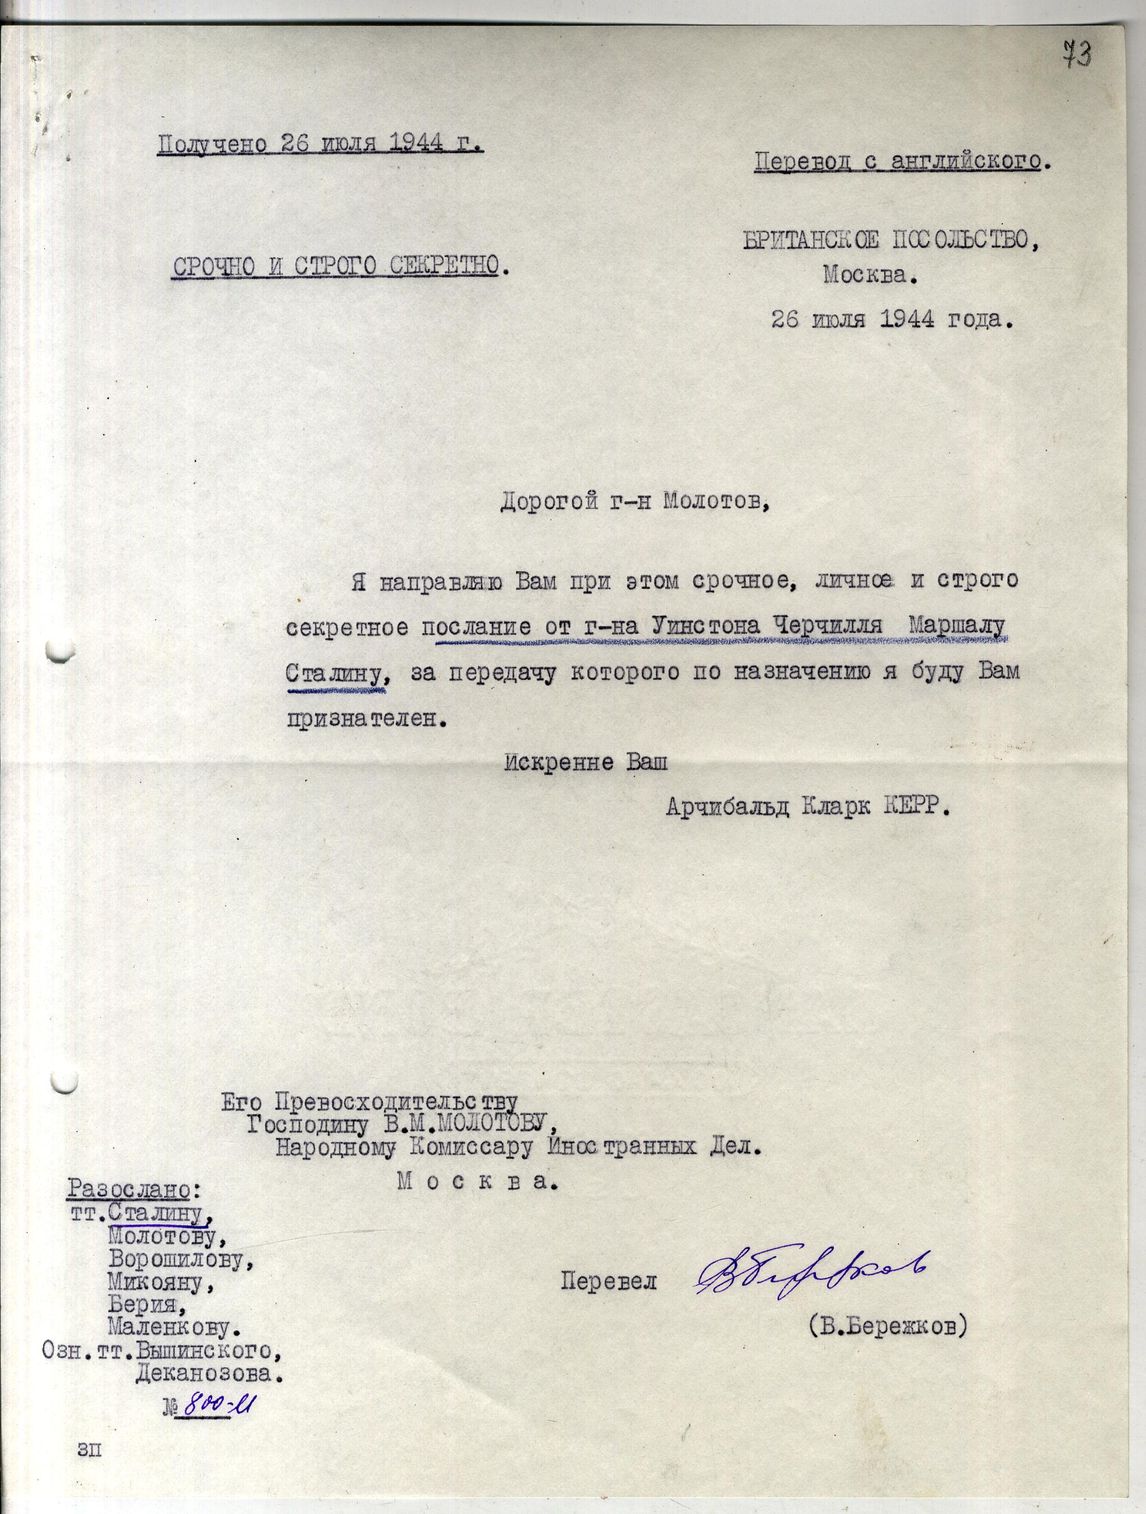 73
Получено 26 июля 1944 г.
Перевод с английского.
СРОЧНО И СТРОГО СЕКРЕТНО.
БРИТАНСКОЕ ПОСОЛЬСТВО,
Москва.
26 июля 1944 года.
Дорогой г-н Молотов,
Я направляю Вам при этом срочное, личное и строго
секретное послание от г-на Уинстона Черчилля Маршалу
Сталину, за передачу которого по назначению я буду Вам
признателен.
Искренне Ваш
Арчибальд Кларк КЕРР.
Его Превосходительству
Господину В.М.МОЛОТОВУ,
Народному Комиссару Иностранных Дел.
Москва.
Разослано:
тт.Сталину,
Молотову,
Ворошилову,
Микояну,
Берия,
Маленкову.
Озн.тт.Вышинского,
Деканозова.
№ 800-М
ЗП
Перевел ВБережков
(В.Бережков)